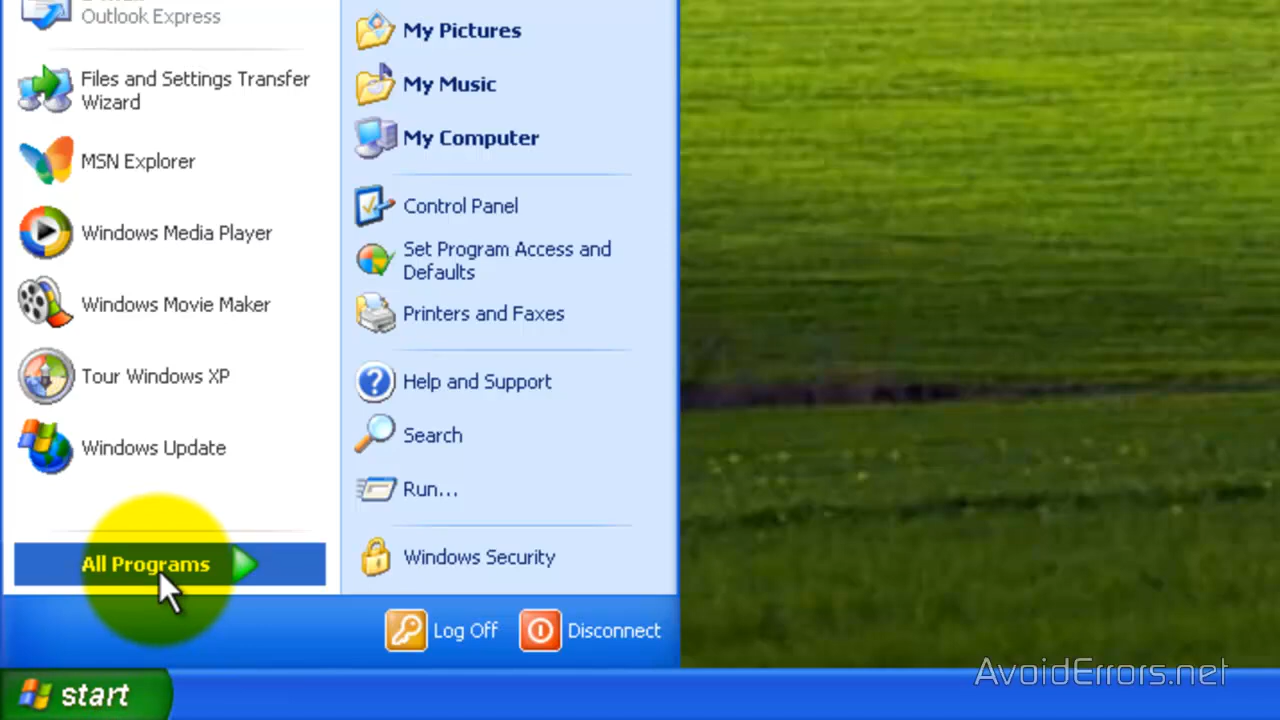 Outlook Express
Files and Settings Transfer
Wizard
MSN Explorer
Windows Media Player
Windows Movie Maker
Tour Windows XP
Windows Update
All Programs
My Pictures
My Music
My Computer
Control Panel
Set Program Access and
Defaults
Printers and Faxes
Help and Support
Search
Run...
Windows Security
Log Off
Disconnect
start
AvoidErrors.net